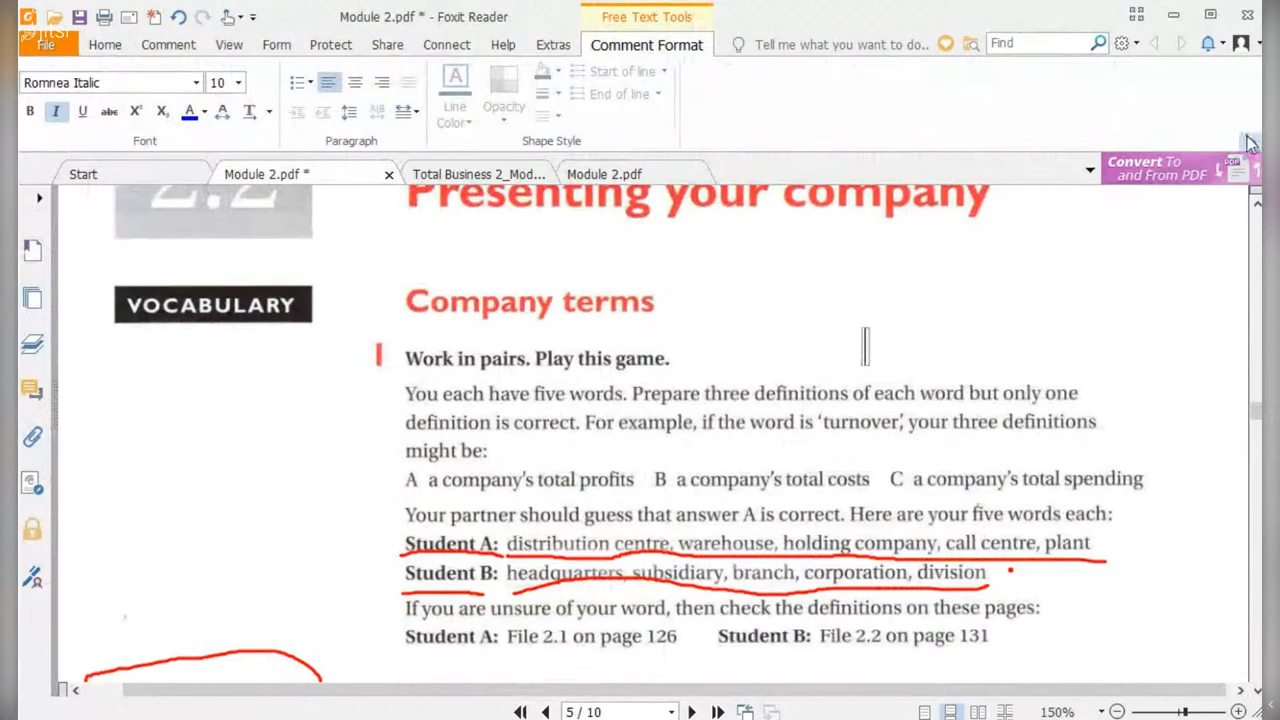 Module 2.pdf * - Foxit Reader
Free Text Tools
Jitsi
File Home Comment View Form Protect Share Connect Help Extras Comment Format Tell me what you want to do.. Find
Romnea Italic 10
Start of line
End of line
B I U abc X² X₂ A A T
Line Color
Opacity
Font Paragraph Shape Style
Start Module 2.pdf * Total Business 2_Mod... Module 2.pdf
Convert To
and From PDF
PDF
2.2 Presenting your company
VOCABULARY
Company terms
1 Work in pairs. Play this game.
You each have five words. Prepare three definitions of each word but only one
definition is correct. For example, if the word is ‘turnover’, your three definitions
might be:
A a company's total profits B a company's total costs C a company's total spending
Your partner should guess that answer A is correct. Here are your five words each:
Student A: distribution centre, warehouse, holding company, call centre, plant
Student B: headquarters, subsidiary, branch, corporation, division
If you are unsure of your word, then check the definitions on these pages:
Student A: File 2.1 on page 126 Student B: File 2.2 on page 131
5 / 10
150%